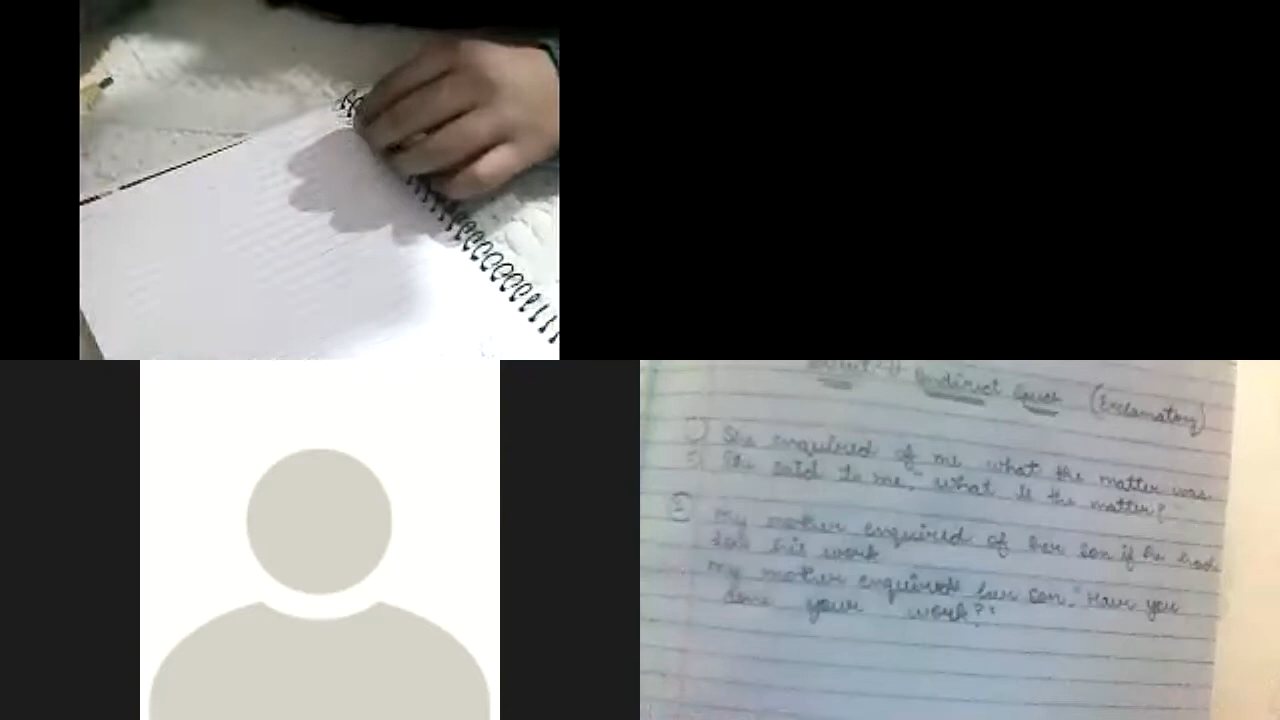 Indirect (Exclamatory)
She enquired of me what the matter was.
She said to me, "what is the matter?"
My mother enquired of her son if he had
his work
My mother enquired her son. "Have you
done your work?"